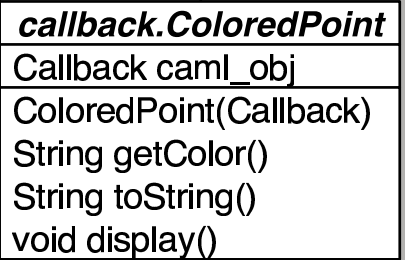 callback.ColoredPoint
Callback caml_obj
ColoredPoint(Callback)
String getColor()
String toString()
void display()